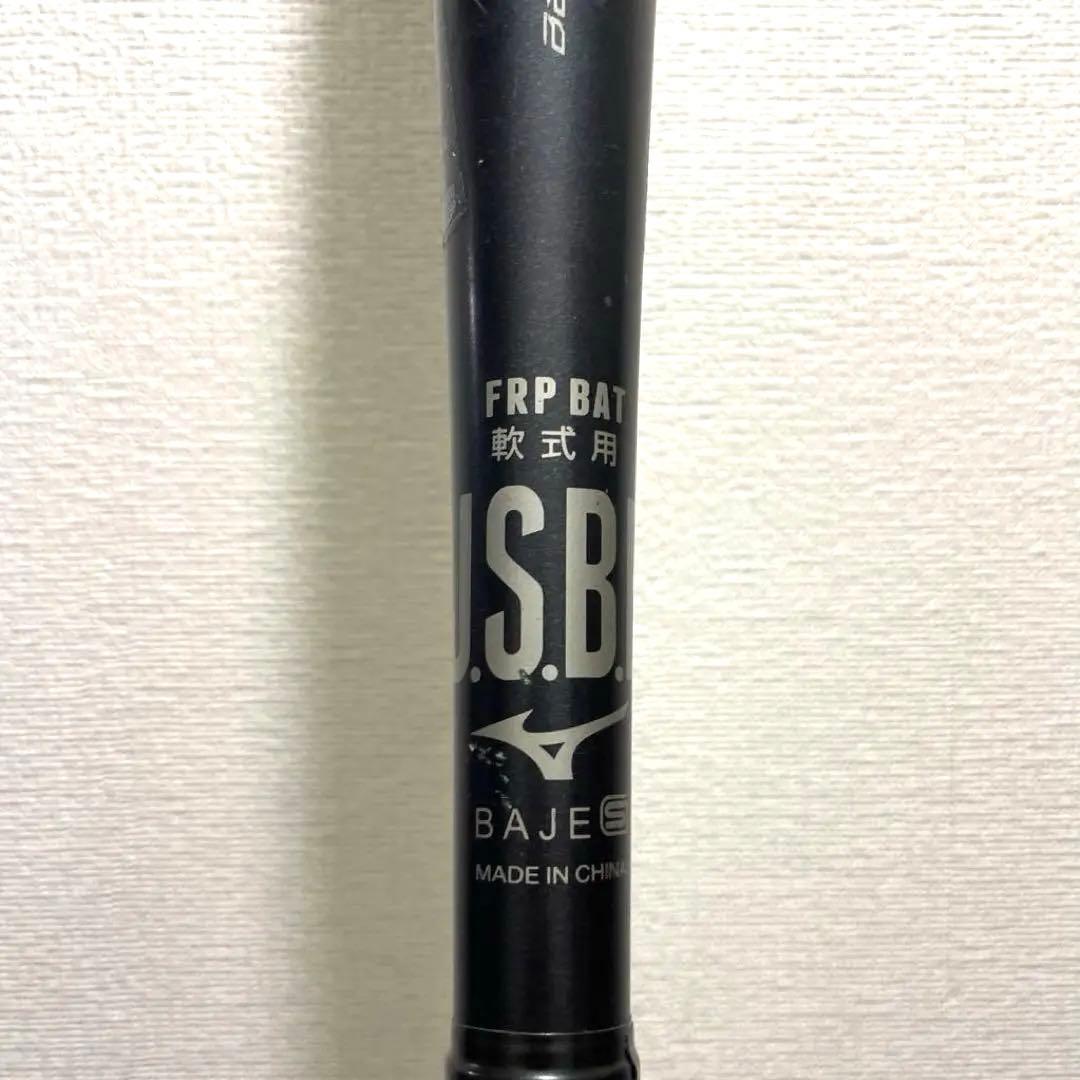 FRP BAT
軟式用
J.S.B.B
BAJE S
MADE IN CHINA